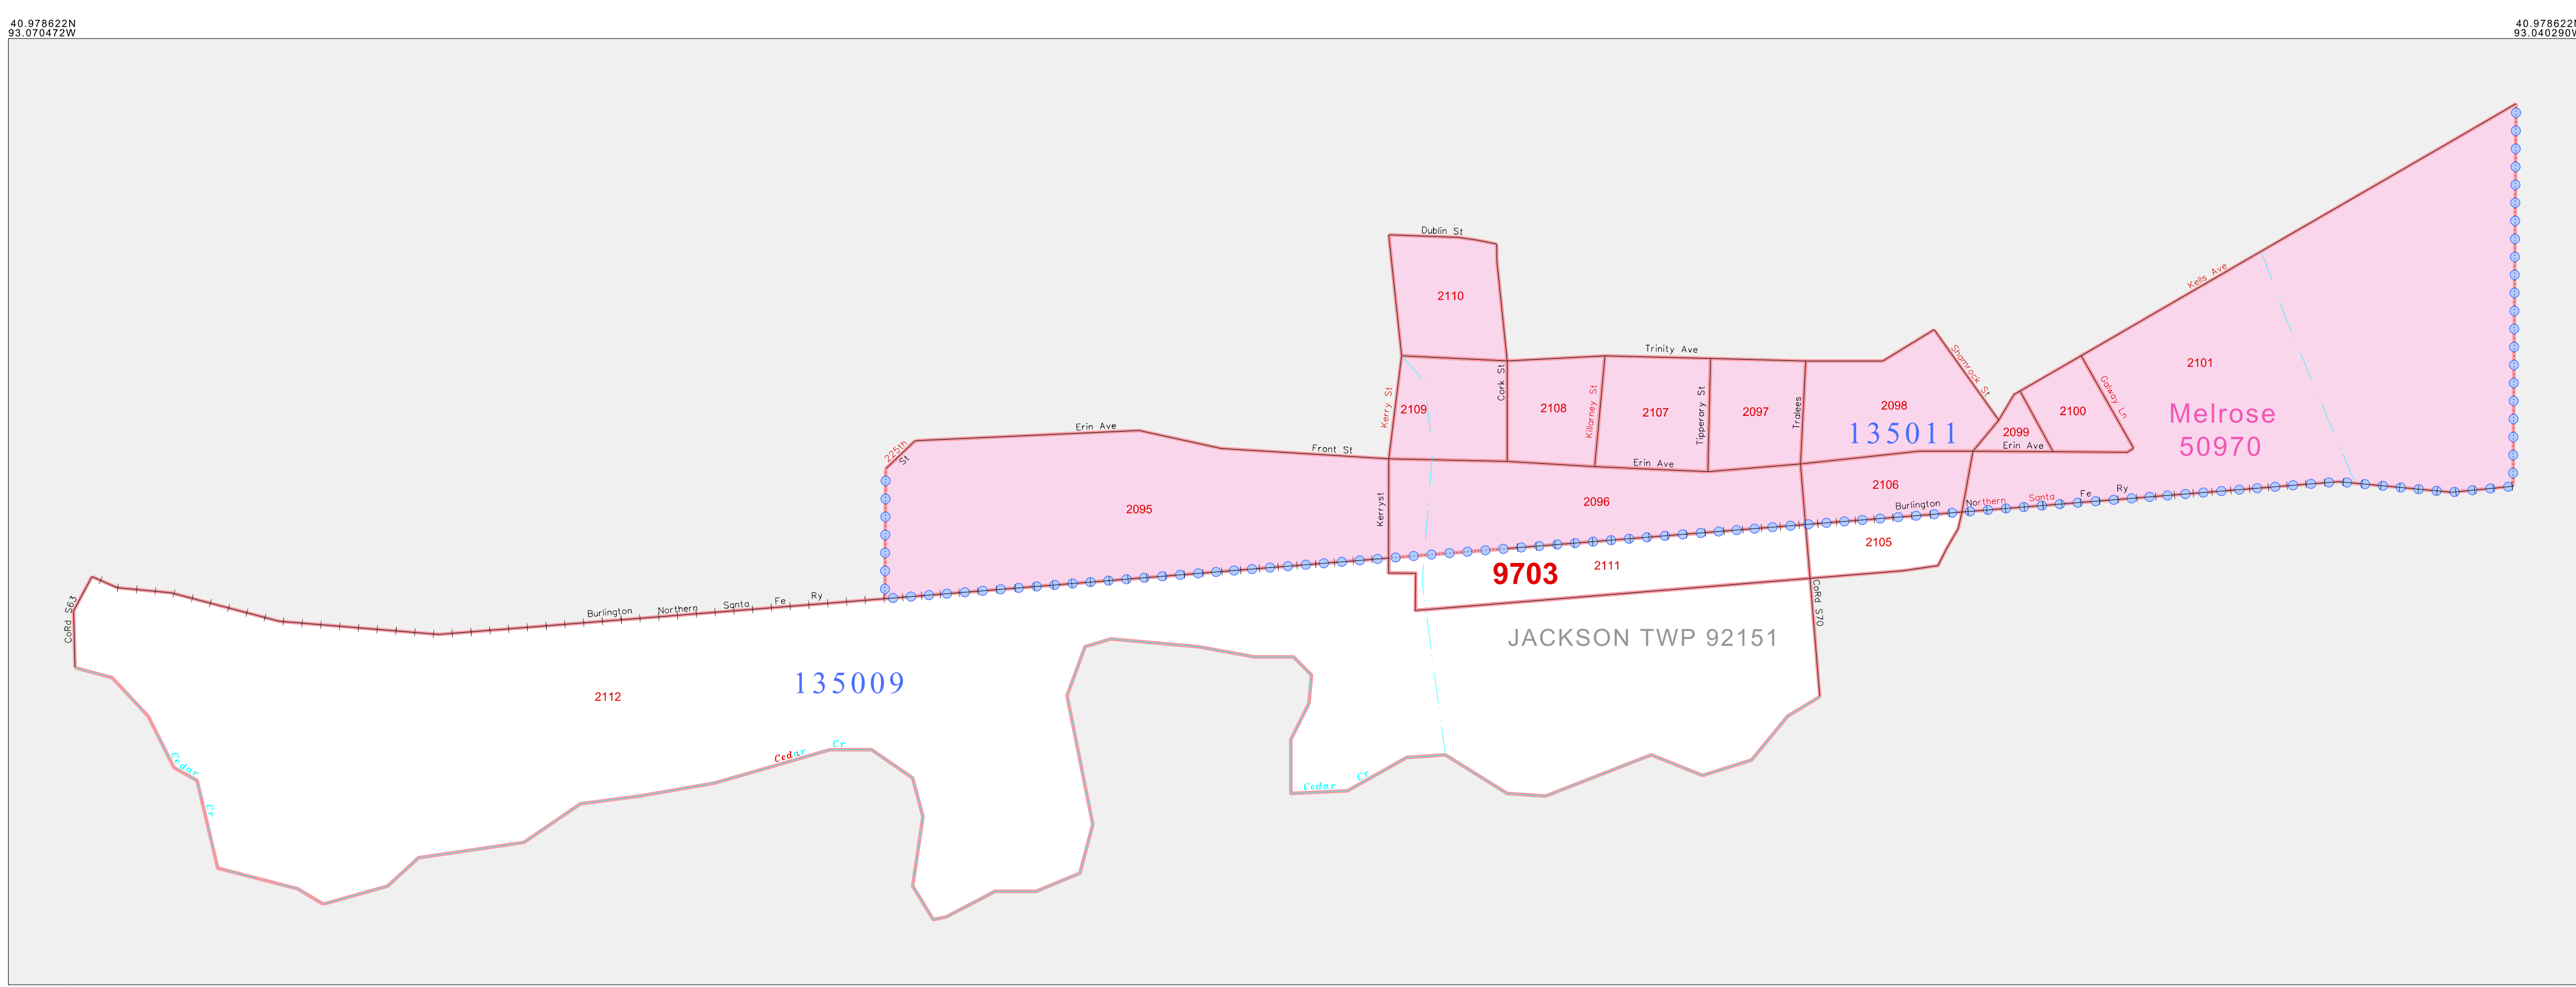 40.978622N
93.070472W
40.978622N
93.040290W
Dublin St
Kells Ave
2110
Trinity Ave
Shamrock St
2101
Galway Ln
Cork St
Kerry St
2109
2108
Killarney St
2107
Tipperary St
2097
Tralees
2098
2100
Melrose
50970
135011
2099
Erin Ave
Erin Ave
225th
St
Front St
Erin Ave
2106
2095
Kerryst
2096
Burlington Northern Santa Fe Ry
2105
2111
9703
CoRd S63
Burlington Northern Santa Fe Ry
CoRd S70
JACKSON TWP 92151
135009
2112
Cedar Cr
Cedar Cr
Cedar Cr